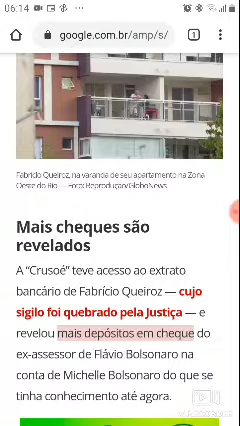 06:14
google.com.br/amp/s/
1
Fabrício Queiroz, na varanda de seu apartamento na Zona
Oeste do Rio — Foto: Reprodução/GloboNews
Mais cheques são
revelados
A “Crusoé” teve acesso ao extrato
bancário de Fabrício Queiroz — cujo
sigilo foi quebrado pela Justiça — e
revelou mais depósitos em cheque do
ex-assessor de Flávio Bolsonaro na
conta de Michelle Bolsonaro do que se
tinha conhecimento até agora.